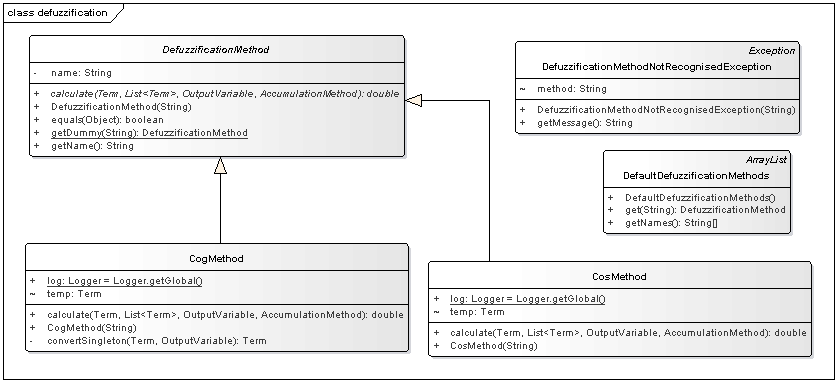 class defuzzification
DefuzzificationMethod
- name: String
+ calculate(Term, List<Term>, OutputVariable, AccumulationMethod): double
+ DefuzzificationMethod(String)
+ equals(Object): boolean
+ getDummy(String): DefuzzificationMethod
+ getName(): String
Exception
DefuzzificationMethodNotRecognisedException
~ method: String
+ DefuzzificationMethodNotRecognisedException(String)
+ getMessage(): String
ArrayList
DefaultDefuzzificationMethods
+ DefaultDefuzzificationMethods()
+ get(String): DefuzzificationMethod
+ getNames(): String[]
CogMethod
+ log: Logger = Logger.getGlobal()
~ temp: Term
+ calculate(Term, List<Term>, OutputVariable, AccumulationMethod): double
+ CogMethod(String)
- convertSingleton(Term, OutputVariable): Term
CosMethod
+ log: Logger = Logger.getGlobal()
~ temp: Term
+ calculate(Term, List<Term>, OutputVariable, AccumulationMethod): double
+ CosMethod(String)